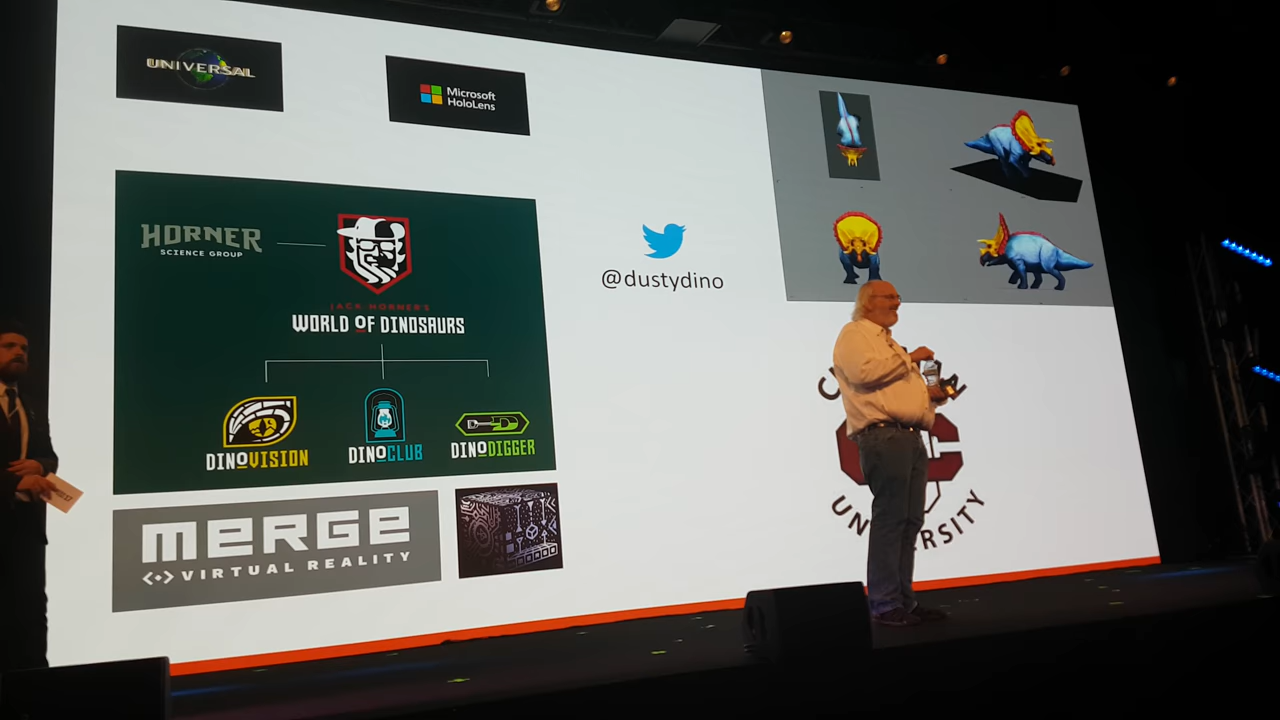 UNIVERSAL
Microsoft
HoloLens
HORNER
SCIENCE GROUP
JACK HORNER'S
WORLD OF DINOSAURS
DINOVISION
DINOCLUB
DINODIGGER
merge
VIRTUAL REALITY
@dustydino